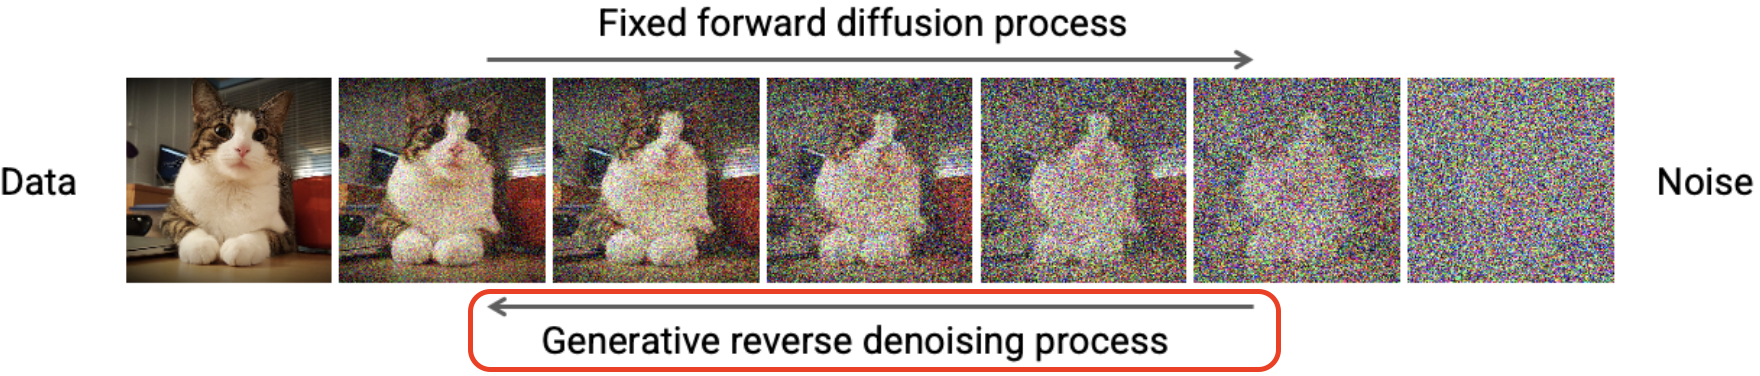 Fixed forward diffusion process
Data
Noise
Generative reverse denoising process